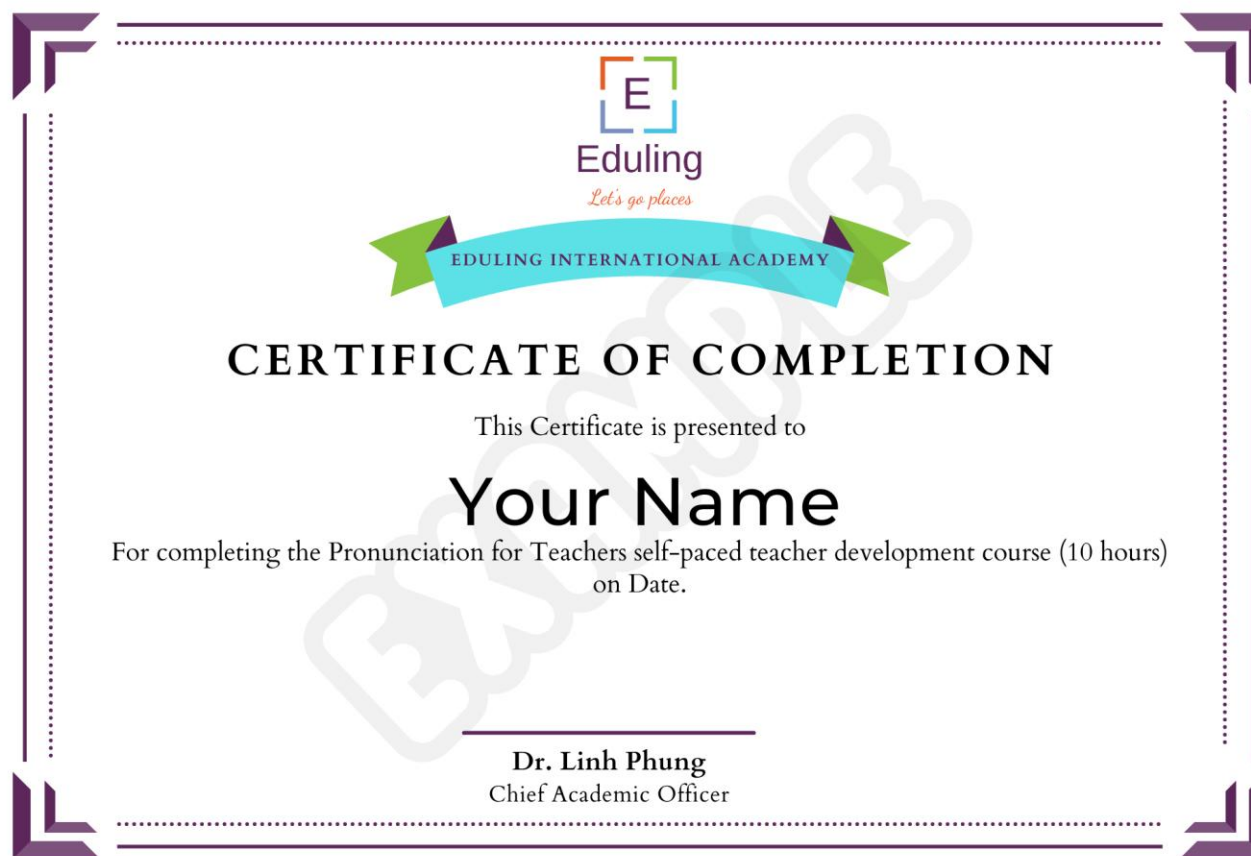 E
Eduling
Let's go places
EDULING INTERNATIONAL ACADEMY
CERTIFICATE OF COMPLETION
This Certificate is presented to
Your Name
For completing the Pronunciation for Teachers self-paced teacher development course (10 hours)
on Date.
EXAMPLE
Dr. Linh Phung
Chief Academic Officer